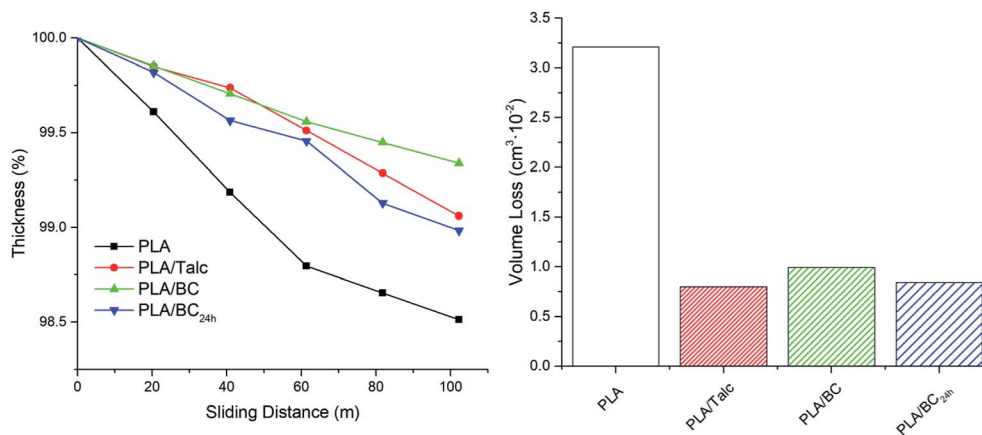 100.0
99.5
99.0
98.5
Thickness (%)
PLA
PLA/Talc
PLA/BC
PLA/BC24h
0
20
40
60
80
100
Sliding Distance (m)
3.5
3.0
2.5
2.0
1.5
1.0
0.5
0.0
Volume Loss (cm³·10⁻²)
PLA
PLA/Talc
PLA/BC
PLA/BC24h